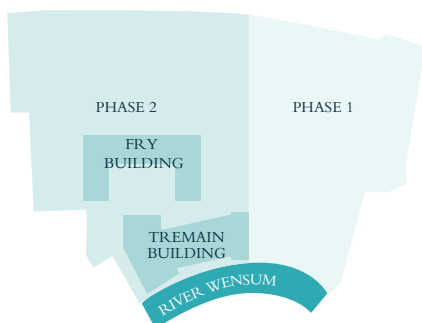 PHASE 2
PHASE 1
FRY
BUILDING
TREMAIN
BUILDING
RIVER WENSUM